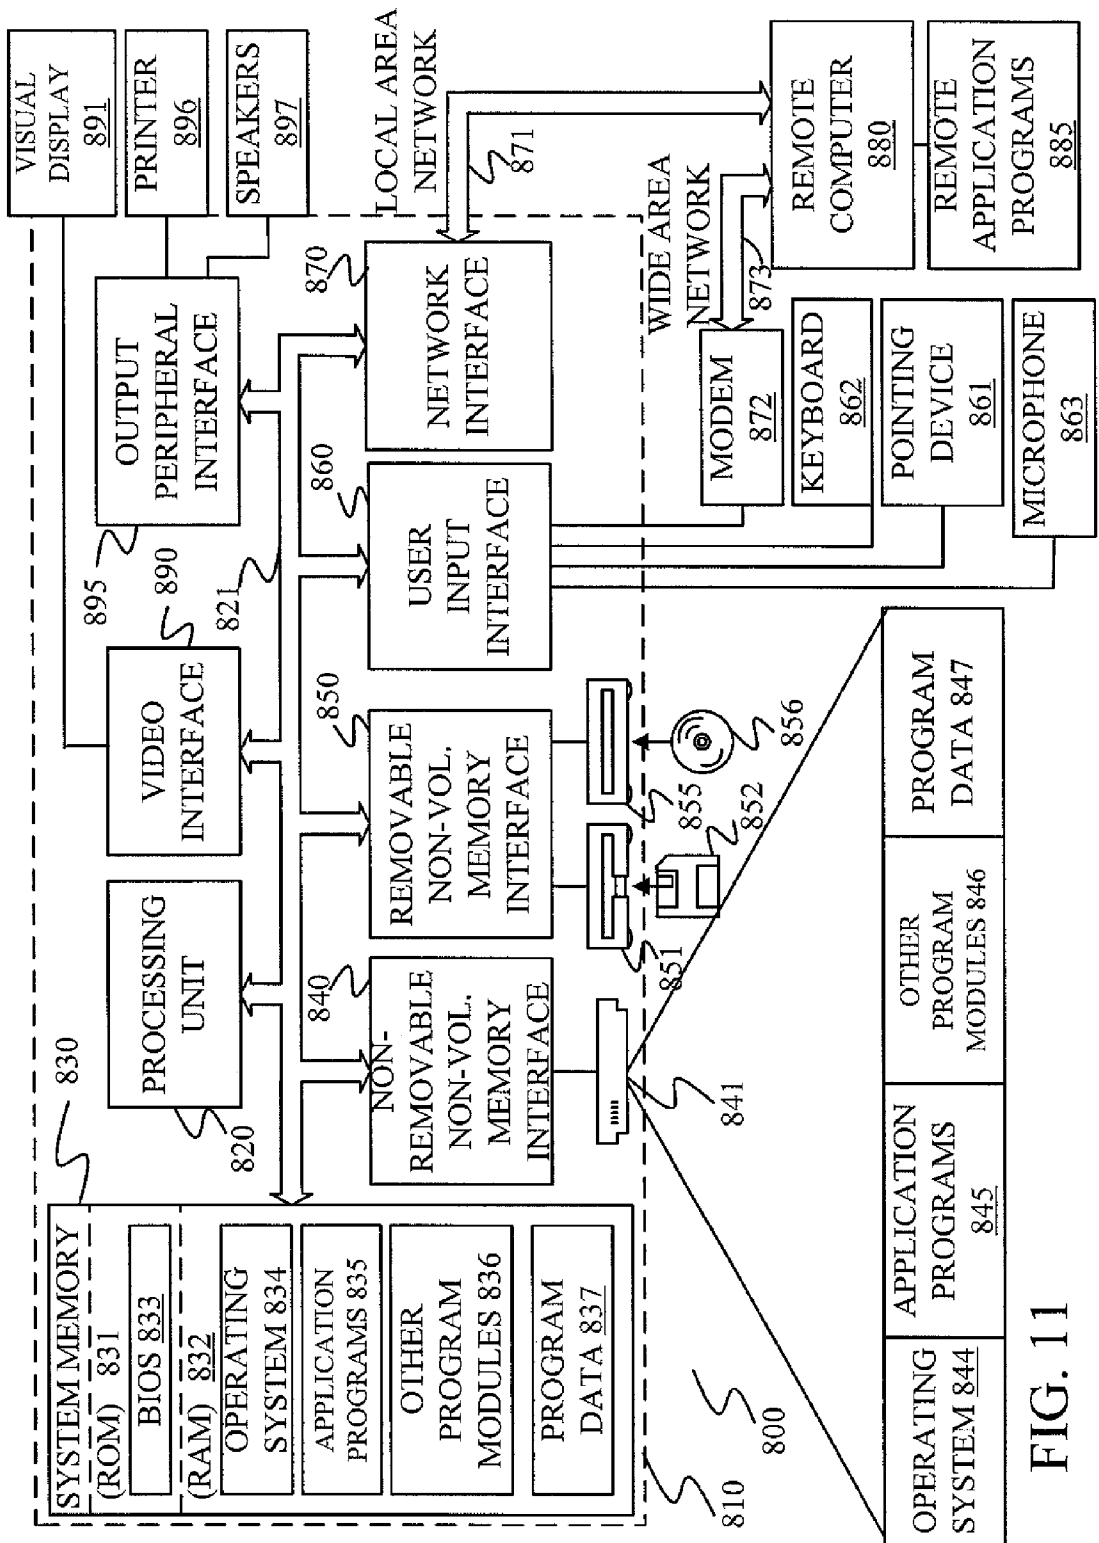 SYSTEM MEMORY
(ROM) 831
BIOS 833
(RAM) 832
OPERATING
SYSTEM 834
APPLICATION
PROGRAMS 835
OTHER
PROGRAM
MODULES 836
PROGRAM
DATA 837
830
PROCESSING
UNIT
820
VIDEO
INTERFACE
890
821
OUTPUT
PERIPHERAL
INTERFACE
895
VISUAL
DISPLAY
891
PRINTER
896
SPEAKERS
897
NON-
REMOVABLE
NON-VOL.
MEMORY
INTERFACE
840
REMOVABLE
NON-VOL.
MEMORY
INTERFACE
850
USER
INPUT
INTERFACE
860
NETWORK
INTERFACE
870
LOCAL AREA
NETWORK
871
841
851
852
855
856
WIDE AREA
NETWORK
873
MODEM
872
KEYBOARD
862
POINTING
DEVICE
861
MICROPHONE
863
REMOTE
COMPUTER
880
REMOTE
APPLICATION
PROGRAMS
885
810
800
OPERATING
SYSTEM 844
APPLICATION
PROGRAMS
845
OTHER
PROGRAM
MODULES 846
PROGRAM
DATA 847
FIG. 11